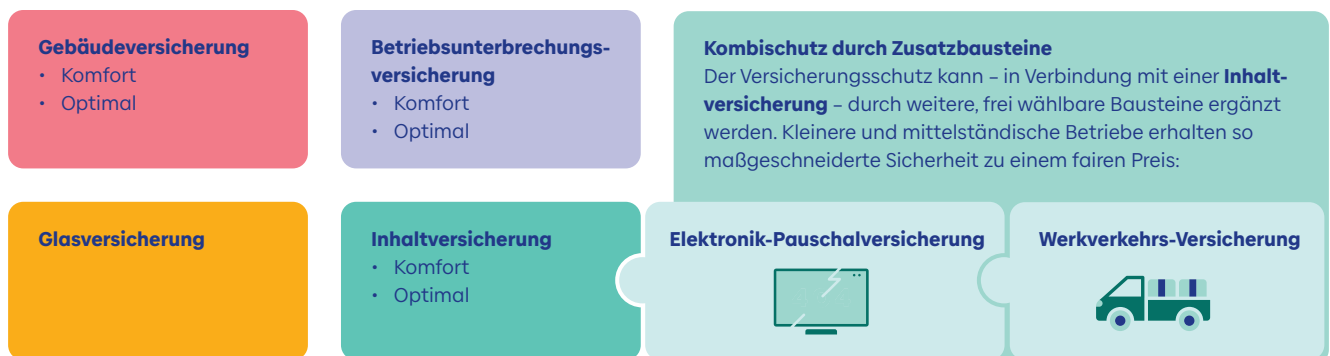 Gebäudeversicherung
• Komfort
• Optimal
Betriebsunterbrechungs-
versicherung
• Komfort
• Optimal
Kombischutz durch Zusatzbausteine
Der Versicherungsschutz kann – in Verbindung mit einer Inhalt-
versicherung – durch weitere, frei wählbare Bausteine ergänzt
werden. Kleinere und mittelständische Betriebe erhalten so
maßgeschneiderte Sicherheit zu einem fairen Preis:
Glasversicherung
Inhaltversicherung
• Komfort
• Optimal
Elektronik-Pauschalversicherung
Werkverkehrs-Versicherung